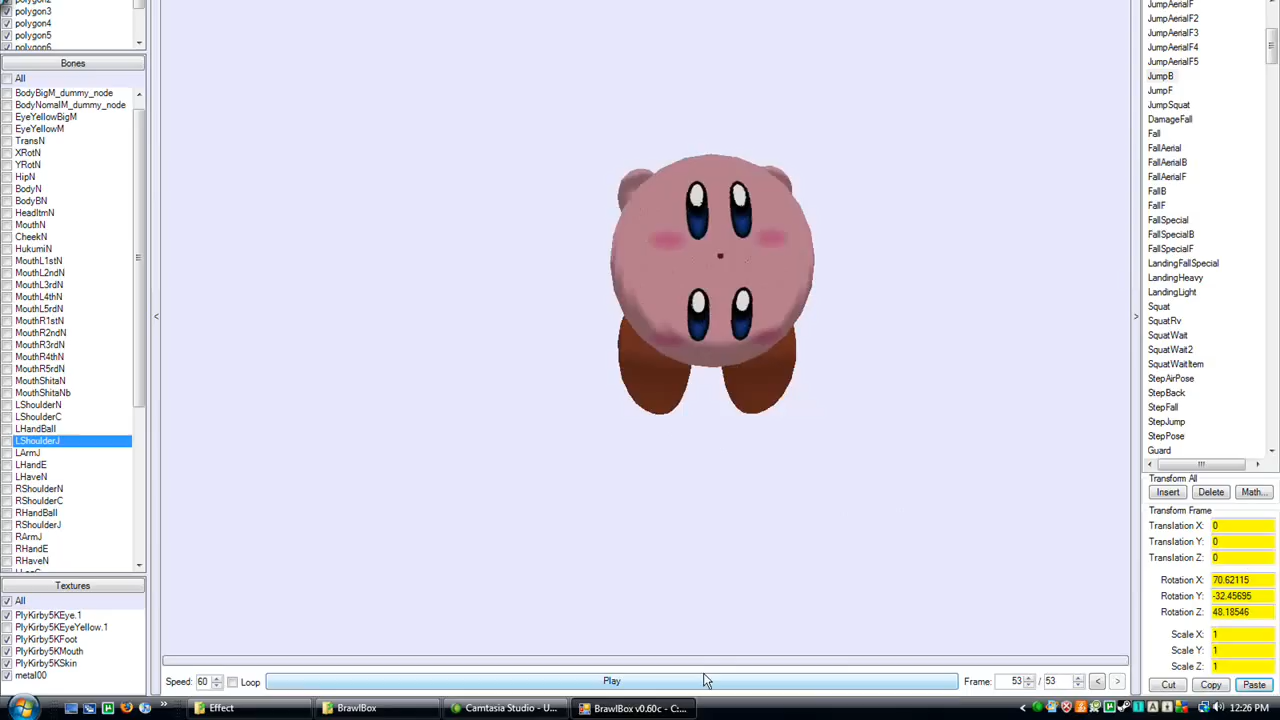 polygon2
polygon3
polygon4
polygon5
polygon6
Bones
All
BodyBigM_dummy_node
BodyNomalM_dummy_node
EyeYellowBigM
EyeYellowM
TransN
XRotN
YRotN
HipN
BodyN
BodyBN
HeadItmN
MouthN
CheekN
HukumiN
MouthL1stN
MouthL2ndN
MouthL3rdN
MouthL4thN
MouthL5rdN
MouthR1stN
MouthR2ndN
MouthR3rdN
MouthR4thN
MouthR5rdN
MouthShitaN
MouthShitaNb
LShoulderN
LShoulderC
LHandBall
LShoulderJ
LArmJ
LHandE
LHaveN
RShoulderN
RShoulderC
RHandBall
RShoulderJ
RArmJ
RHandE
RHaveN
Textures
All
PlyKirby5KEye.1
PlyKirby5KEyeYellow.1
PlyKirby5KFoot
PlyKirby5KMouth
PlyKirby5KSkin
metal00
<
>
Speed: 60 Loop Play Frame: 53 / 53 < >
JumpAerialF
JumpAerialF2
JumpAerialF3
JumpAerialF4
JumpAerialF5
JumpB
JumpF
JumpSquat
DamageFall
Fall
FallAerial
FallAerialB
FallAerialF
FallB
FallF
FallSpecial
FallSpecialB
FallSpecialF
LandingFallSpecial
LandingHeavy
LandingLight
Squat
SquatRv
SquatWait
SquatWait2
SquatWaitItem
StepAirPose
StepBack
StepFall
StepJump
StepPose
Guard
Transform All
Insert Delete Math...
Transform Frame
Translation X: 0
Translation Y: 0
Translation Z: 0
Rotation X: 70.62115
Rotation Y: -32.45695
Rotation Z: 48.18546
Scale X: 1
Scale Y: 1
Scale Z: 1
Cut Copy Paste
Effect BrawlBox Camtasia Studio - U... BrawlBox v0.60c - C:... 12:26 PM